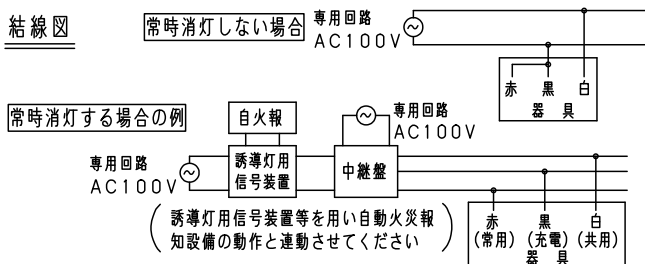 結線図
常時消灯しない場合
専用回路
AC100V
赤 黒 白
器 具
常時消灯する場合の例
自火報
専用回路
AC100V
専用回路
AC100V
誘導灯用
信号装置
中継盤
誘導灯用信号装置等を用い自動火災報
知設備の動作と連動させてください
赤 黒 白
(常用) (充電) (共用)
器 具